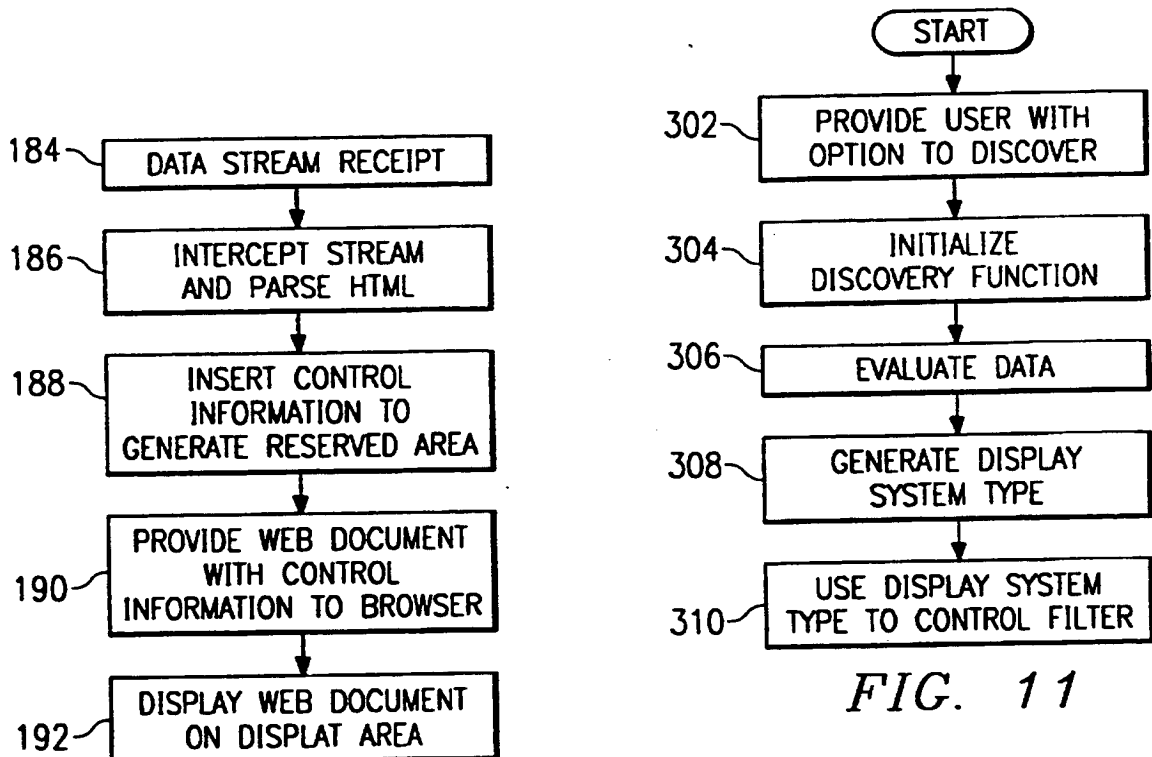 184
DATA STREAM RECEIPT
186
INTERCEPT STREAM
AND PARSE HTML
188
INSERT CONTROL
INFORMATION TO
GENERATE RESERVED AREA
190
PROVIDE WEB DOCUMENT
WITH CONTROL
INFORMATION TO BROWSER
192
DISPLAY WEB DOCUMENT
ON DISPLAT AREA
START
302
PROVIDE USER WITH
OPTION TO DISCOVER
304
INITIALIZE
DISCOVERY FUNCTION
306
EVALUATE DATA
308
GENERATE DISPLAY
SYSTEM TYPE
310
USE DISPLAY SYSTEM
TYPE TO CONTROL FILTER
FIG. 11